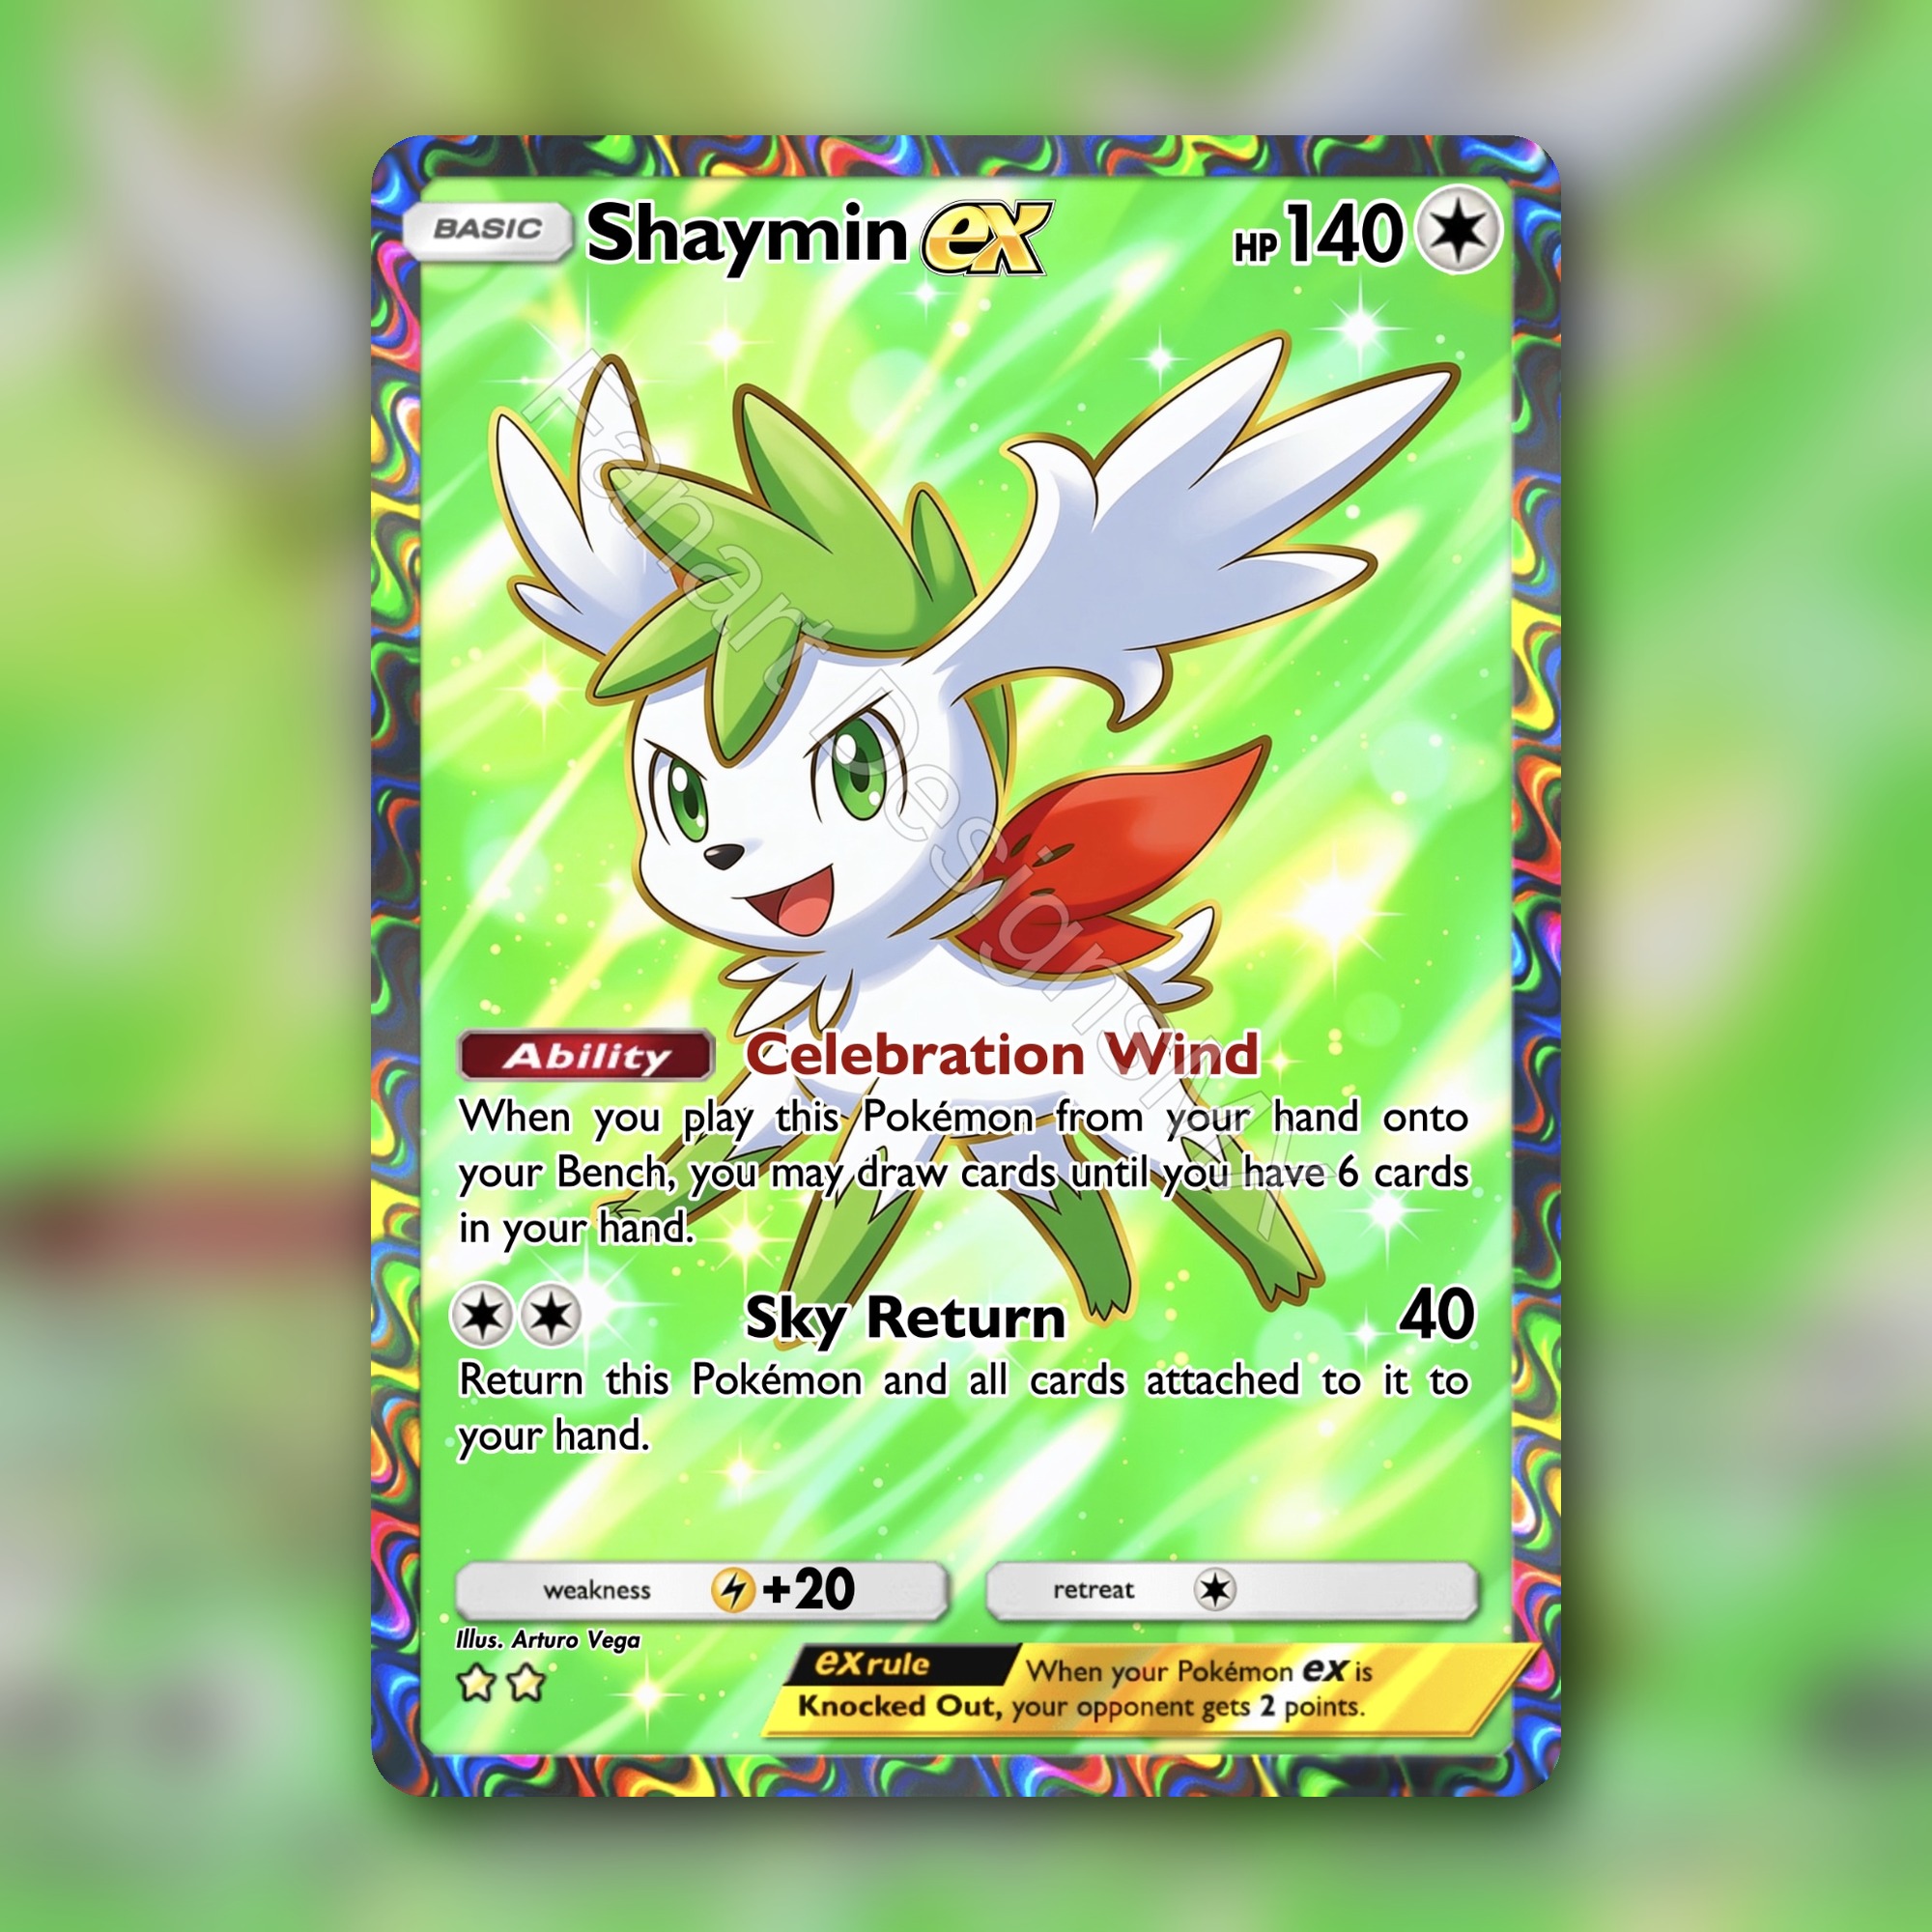 BASIC
Shaymin ex
HP 140
Fanart DesignsMX
Ability Celebration Wind
When you play this Pokémon from your hand onto
your Bench, you may draw cards until you have 6 cards
in your hand.
Sky Return 40
Return this Pokémon and all cards attached to it to
your hand.
weakness +20
retreat
Illus. Arturo Vega
ex rule When your Pokémon ex is
Knocked Out, your opponent gets 2 points.